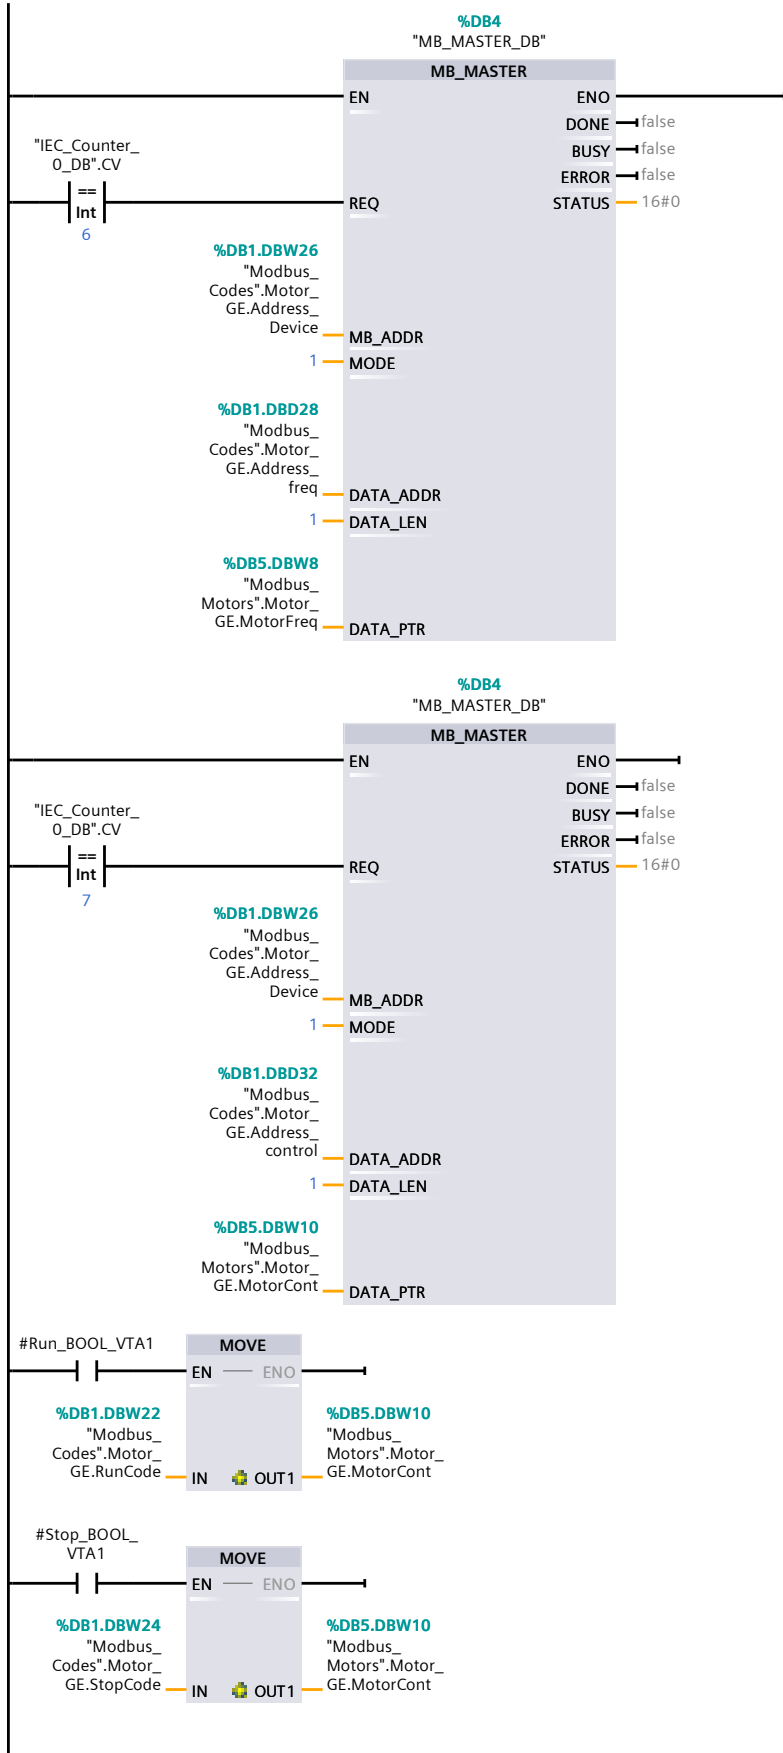 %DB4
"MB_MASTER_DB"
MB_MASTER
EN
ENO
DONE
false
BUSY
false
ERROR
false
"IEC_Counter_
0_DB".CV
==
Int
6
REQ
STATUS
16#0
%DB1.DBW26
"Modbus_
Codes".Motor_
GE.Address_
Device
MB_ADDR
1
MODE
%DB1.DBD28
"Modbus_
Codes".Motor_
GE.Address_
freq
DATA_ADDR
1
DATA_LEN
%DB5.DBW8
"Modbus_
Motors".Motor_
GE.MotorFreq
DATA_PTR
%DB4
"MB_MASTER_DB"
MB_MASTER
EN
ENO
DONE
false
BUSY
false
ERROR
false
"IEC_Counter_
0_DB".CV
==
Int
7
REQ
STATUS
16#0
%DB1.DBW26
"Modbus_
Codes".Motor_
GE.Address_
Device
MB_ADDR
1
MODE
%DB1.DBD32
"Modbus_
Codes".Motor_
GE.Address_
control
DATA_ADDR
1
DATA_LEN
%DB5.DBW10
"Modbus_
Motors".Motor_
GE.MotorCont
DATA_PTR
#Run_BOOL_VTA1
MOVE
EN
ENO
%DB1.DBW22
"Modbus_
Codes".Motor_
GE.RunCode
IN
OUT1
%DB5.DBW10
"Modbus_
Motors".Motor_
GE.MotorCont
#Stop_BOOL_
VTA1
MOVE
EN
ENO
%DB1.DBW24
"Modbus_
Codes".Motor_
GE.StopCode
IN
OUT1
%DB5.DBW10
"Modbus_
Motors".Motor_
GE.MotorCont